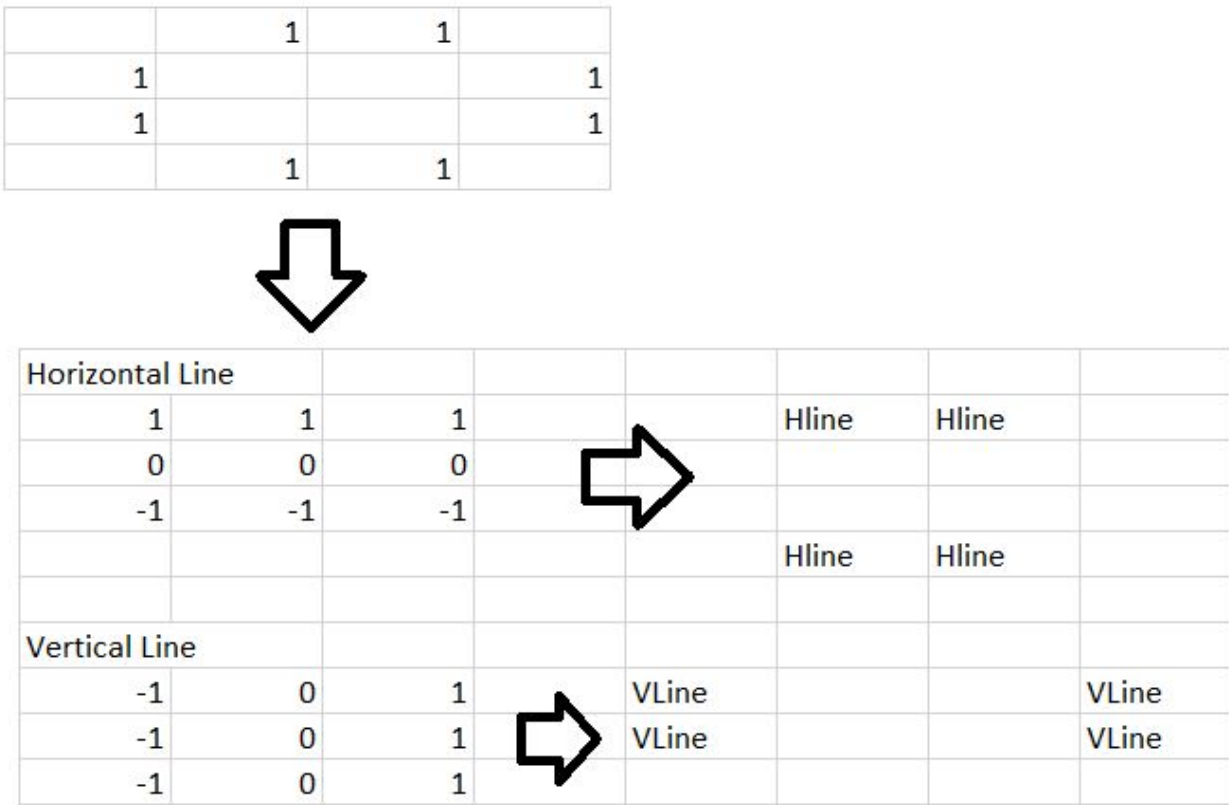 1 1
1 1
1 1
1 1
Horizontal Line
1 1 1 Hline Hline
0 0 0
-1 -1 -1
Hline Hline
Vertical Line
-1 0 1 VLine VLine
-1 0 1 VLine VLine
-1 0 1